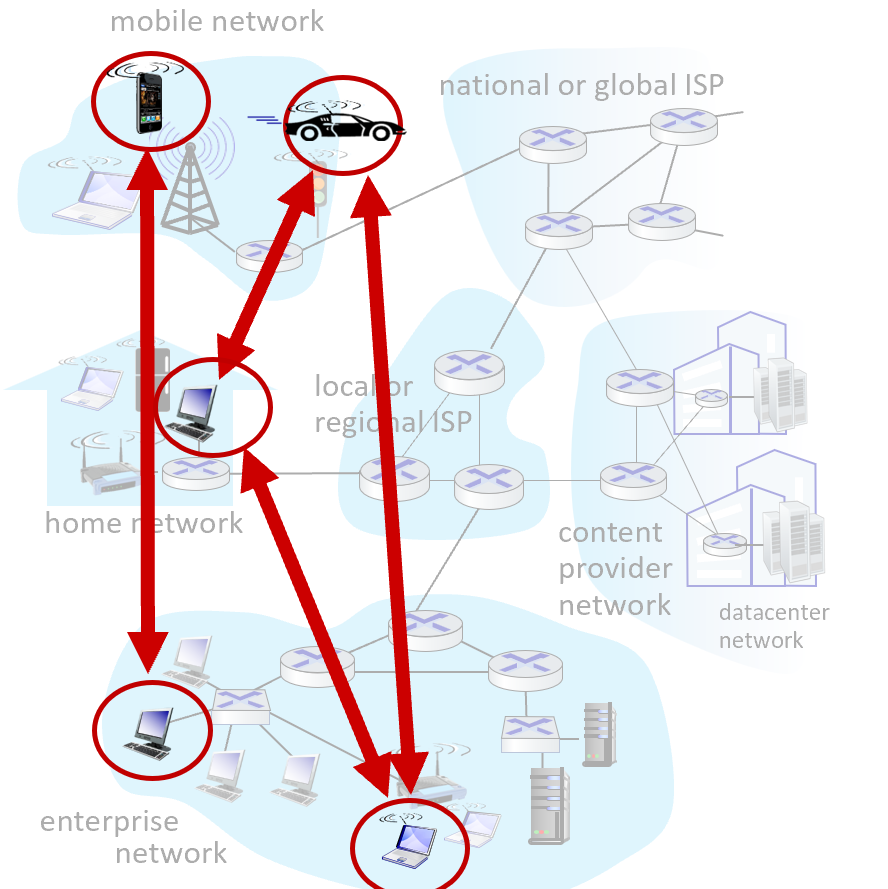 mobile network
national or global ISP
local or
regional ISP
home network
content
provider
network
datacenter
network
enterprise
network